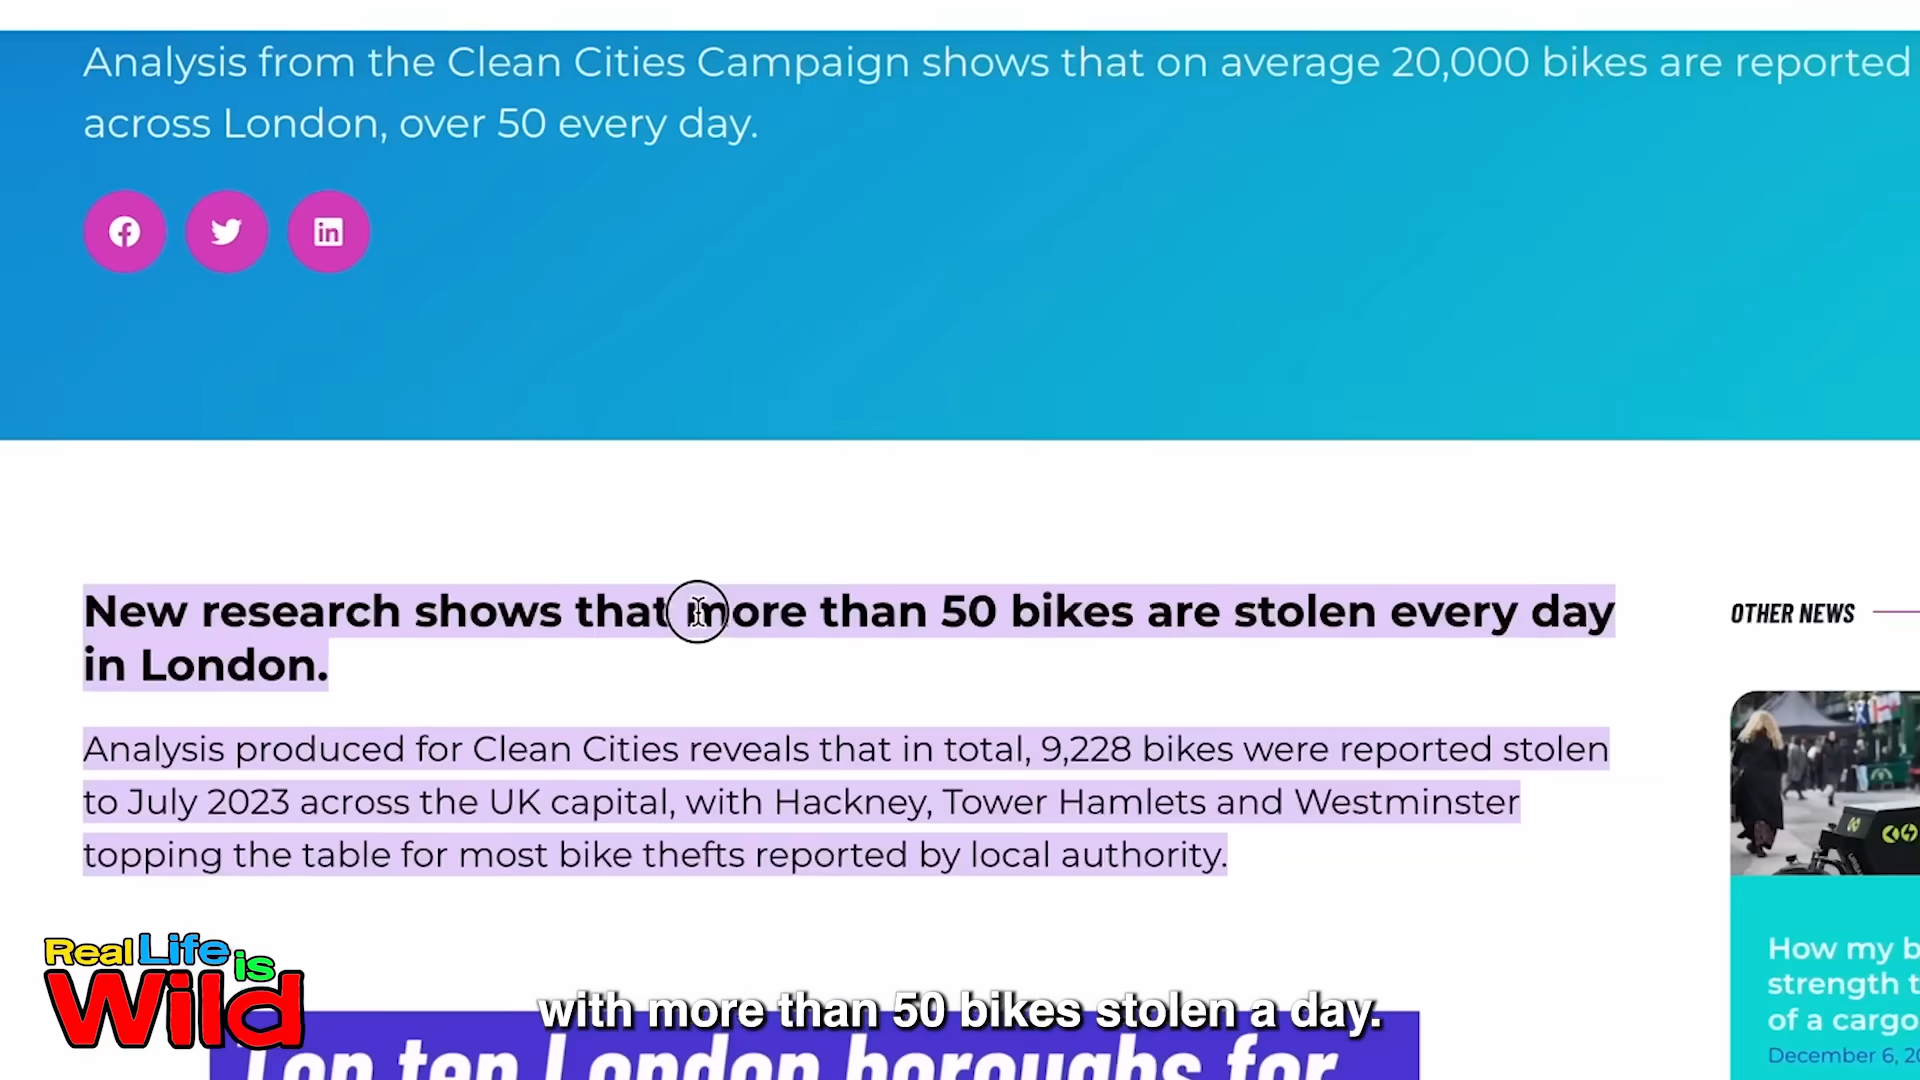 Analysis from the Clean Cities Campaign shows that on average 20,000 bikes are reported
across London, over 50 every day.
New research shows that more than 50 bikes are stolen every day
in London.
Analysis produced for Clean Cities reveals that in total, 9,228 bikes were reported stolen
to July 2023 across the UK capital, with Hackney, Tower Hamlets and Westminster
topping the table for most bike thefts reported by local authority.
OTHER NEWS
How my b
strength t
of a cargo
December 6, 20
Real Life is
Wild
with more than 50 bikes stolen a day.
Top ten London boroughs for